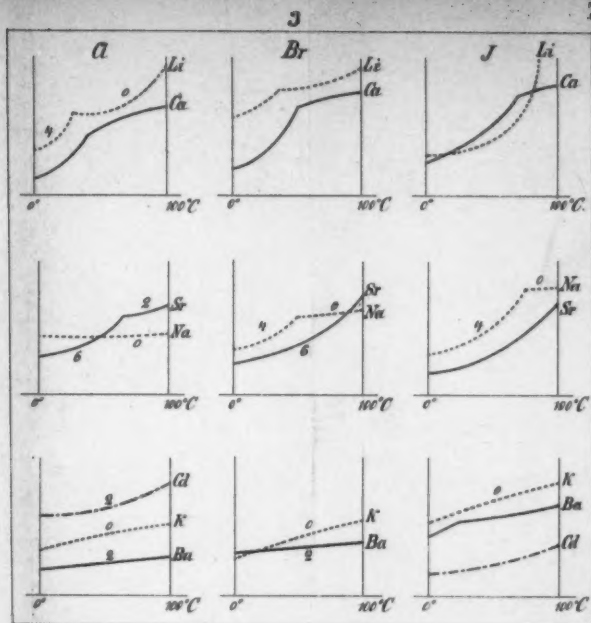 3
Cl Br J
Li Li Li
Ca Ca Ca
4 0
0° 100°C 0° 100°C 0° 100°C.
Sr Sr Na
Na Na Sr
2 0 0
6 0 4 6 4
0° 100°C 0° 100°C 0° 100°C
Cd K K
K Ba Ba
Ba Cd
2 0 2 0 2 0
0° 100°C 0° 100°C 0° 100°C